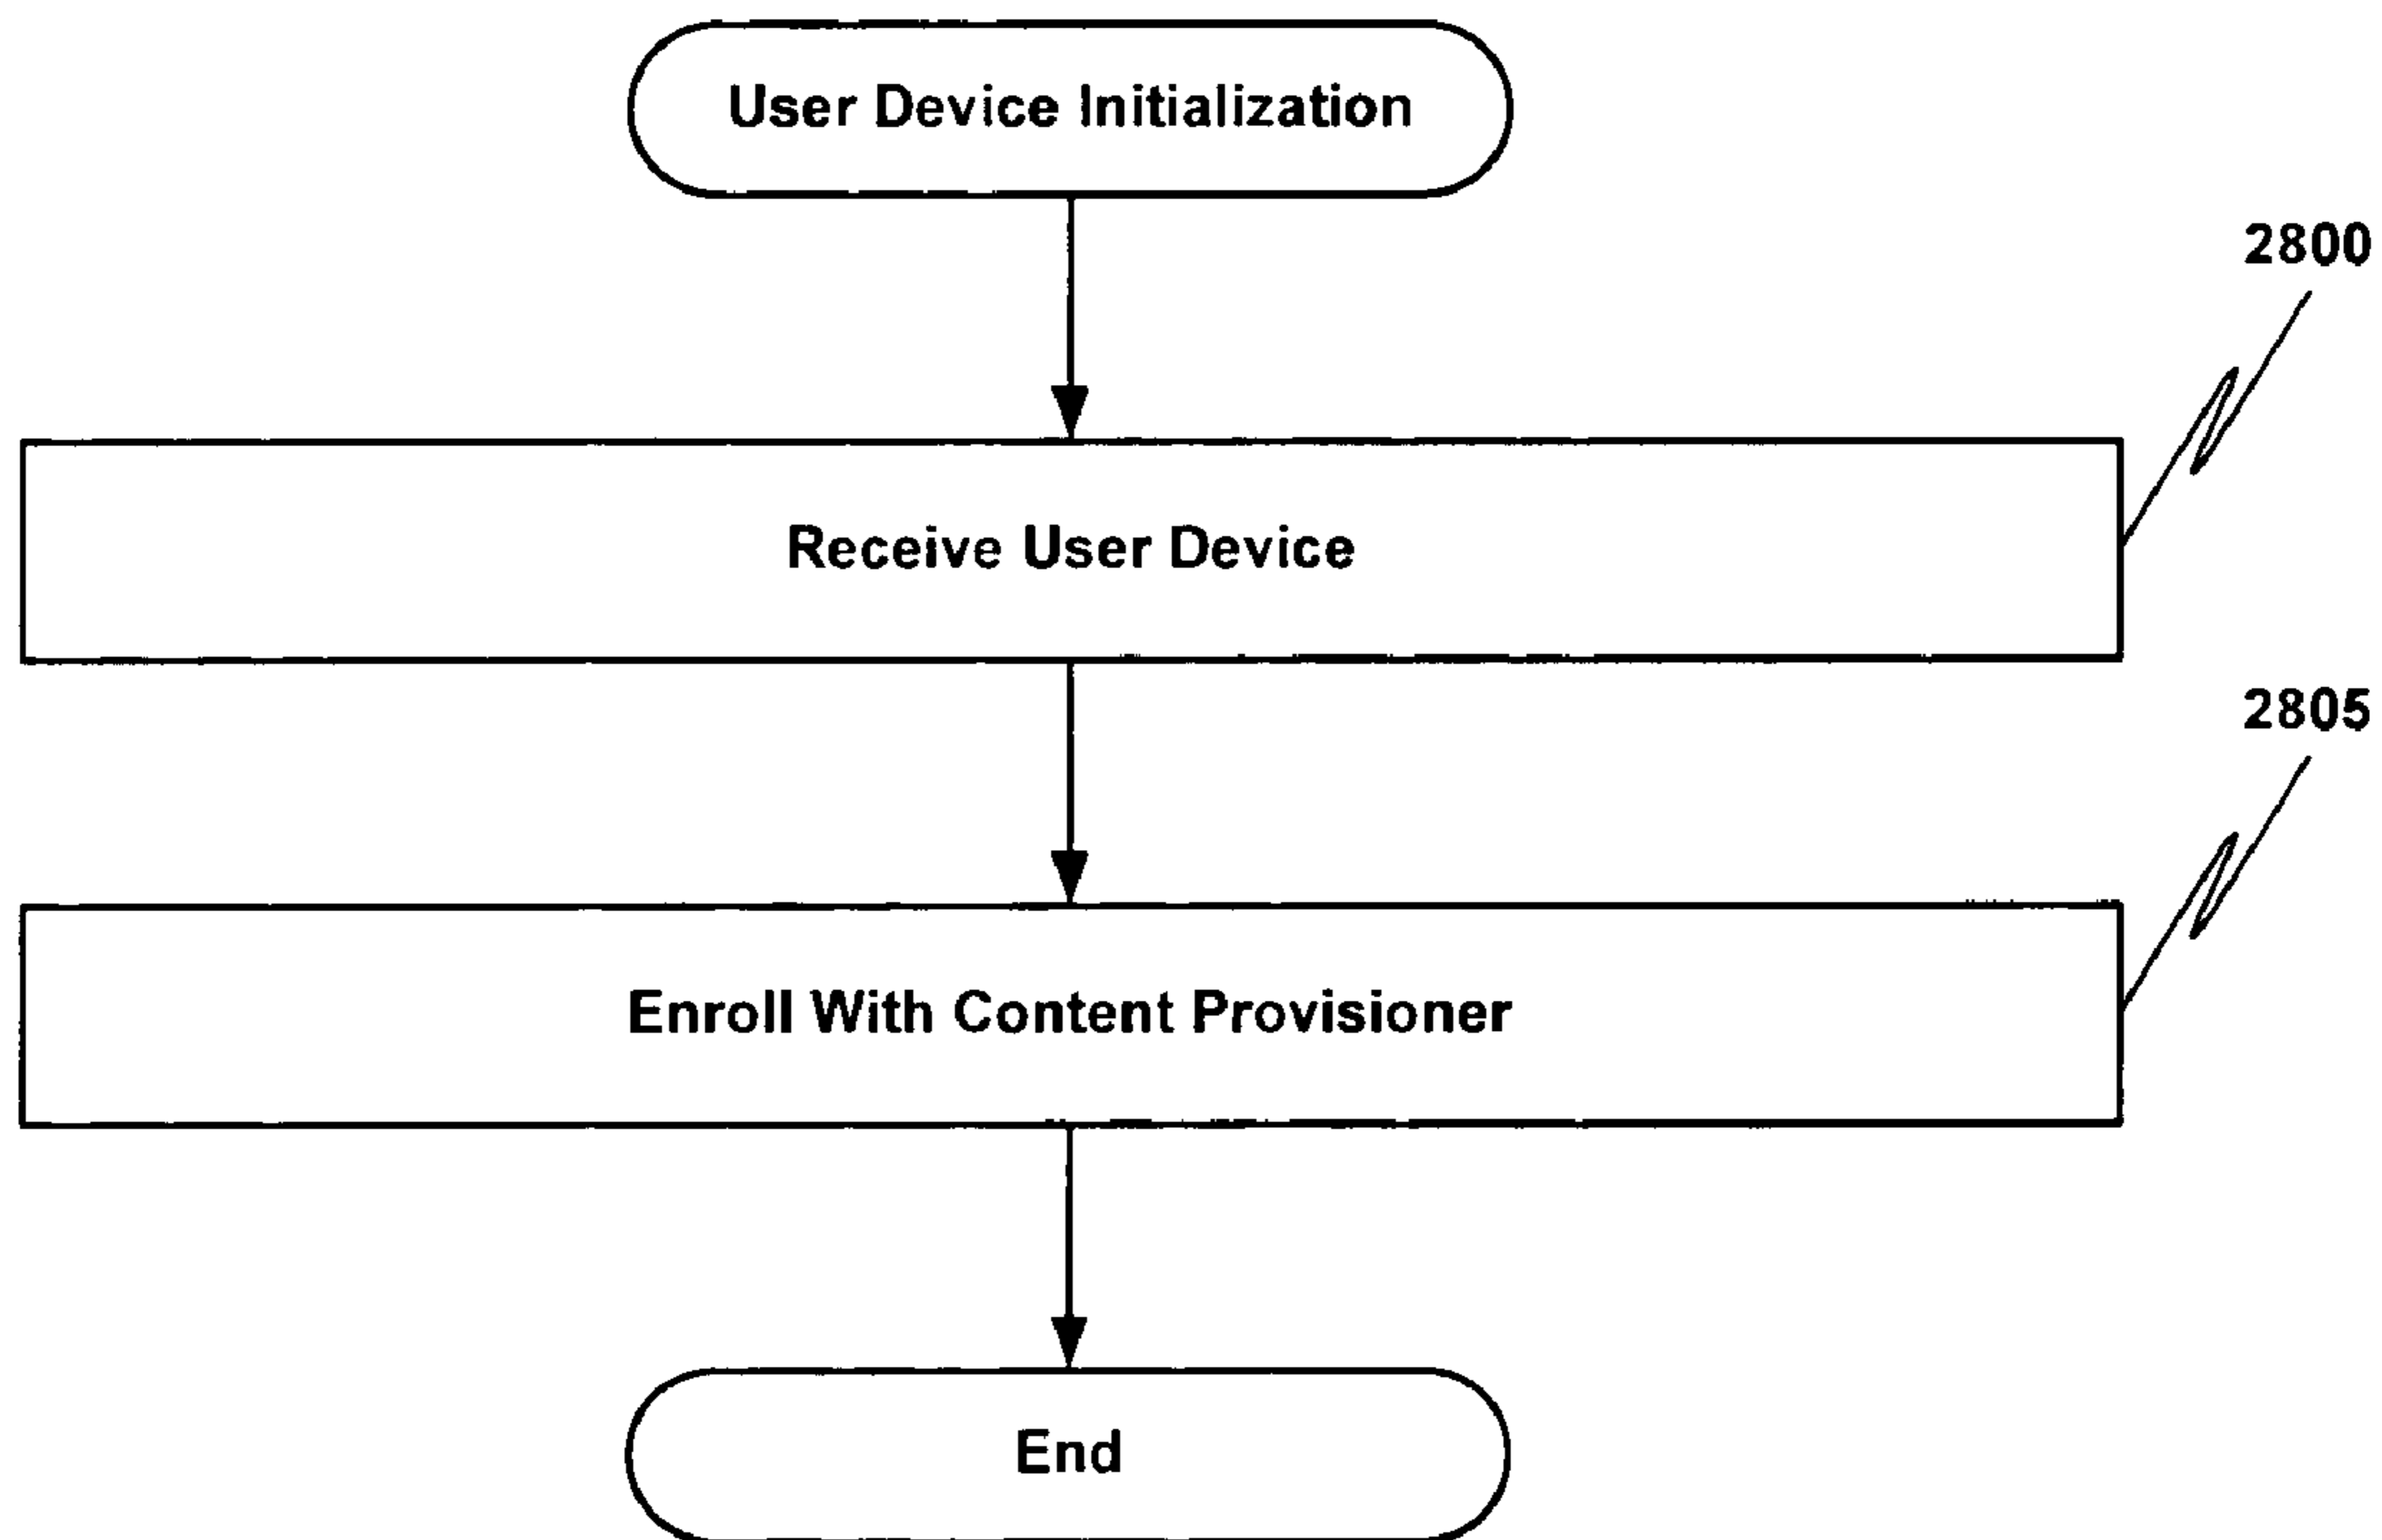 User Device Initialization
2800
Receive User Device
2805
Enroll With Content Provisioner
End